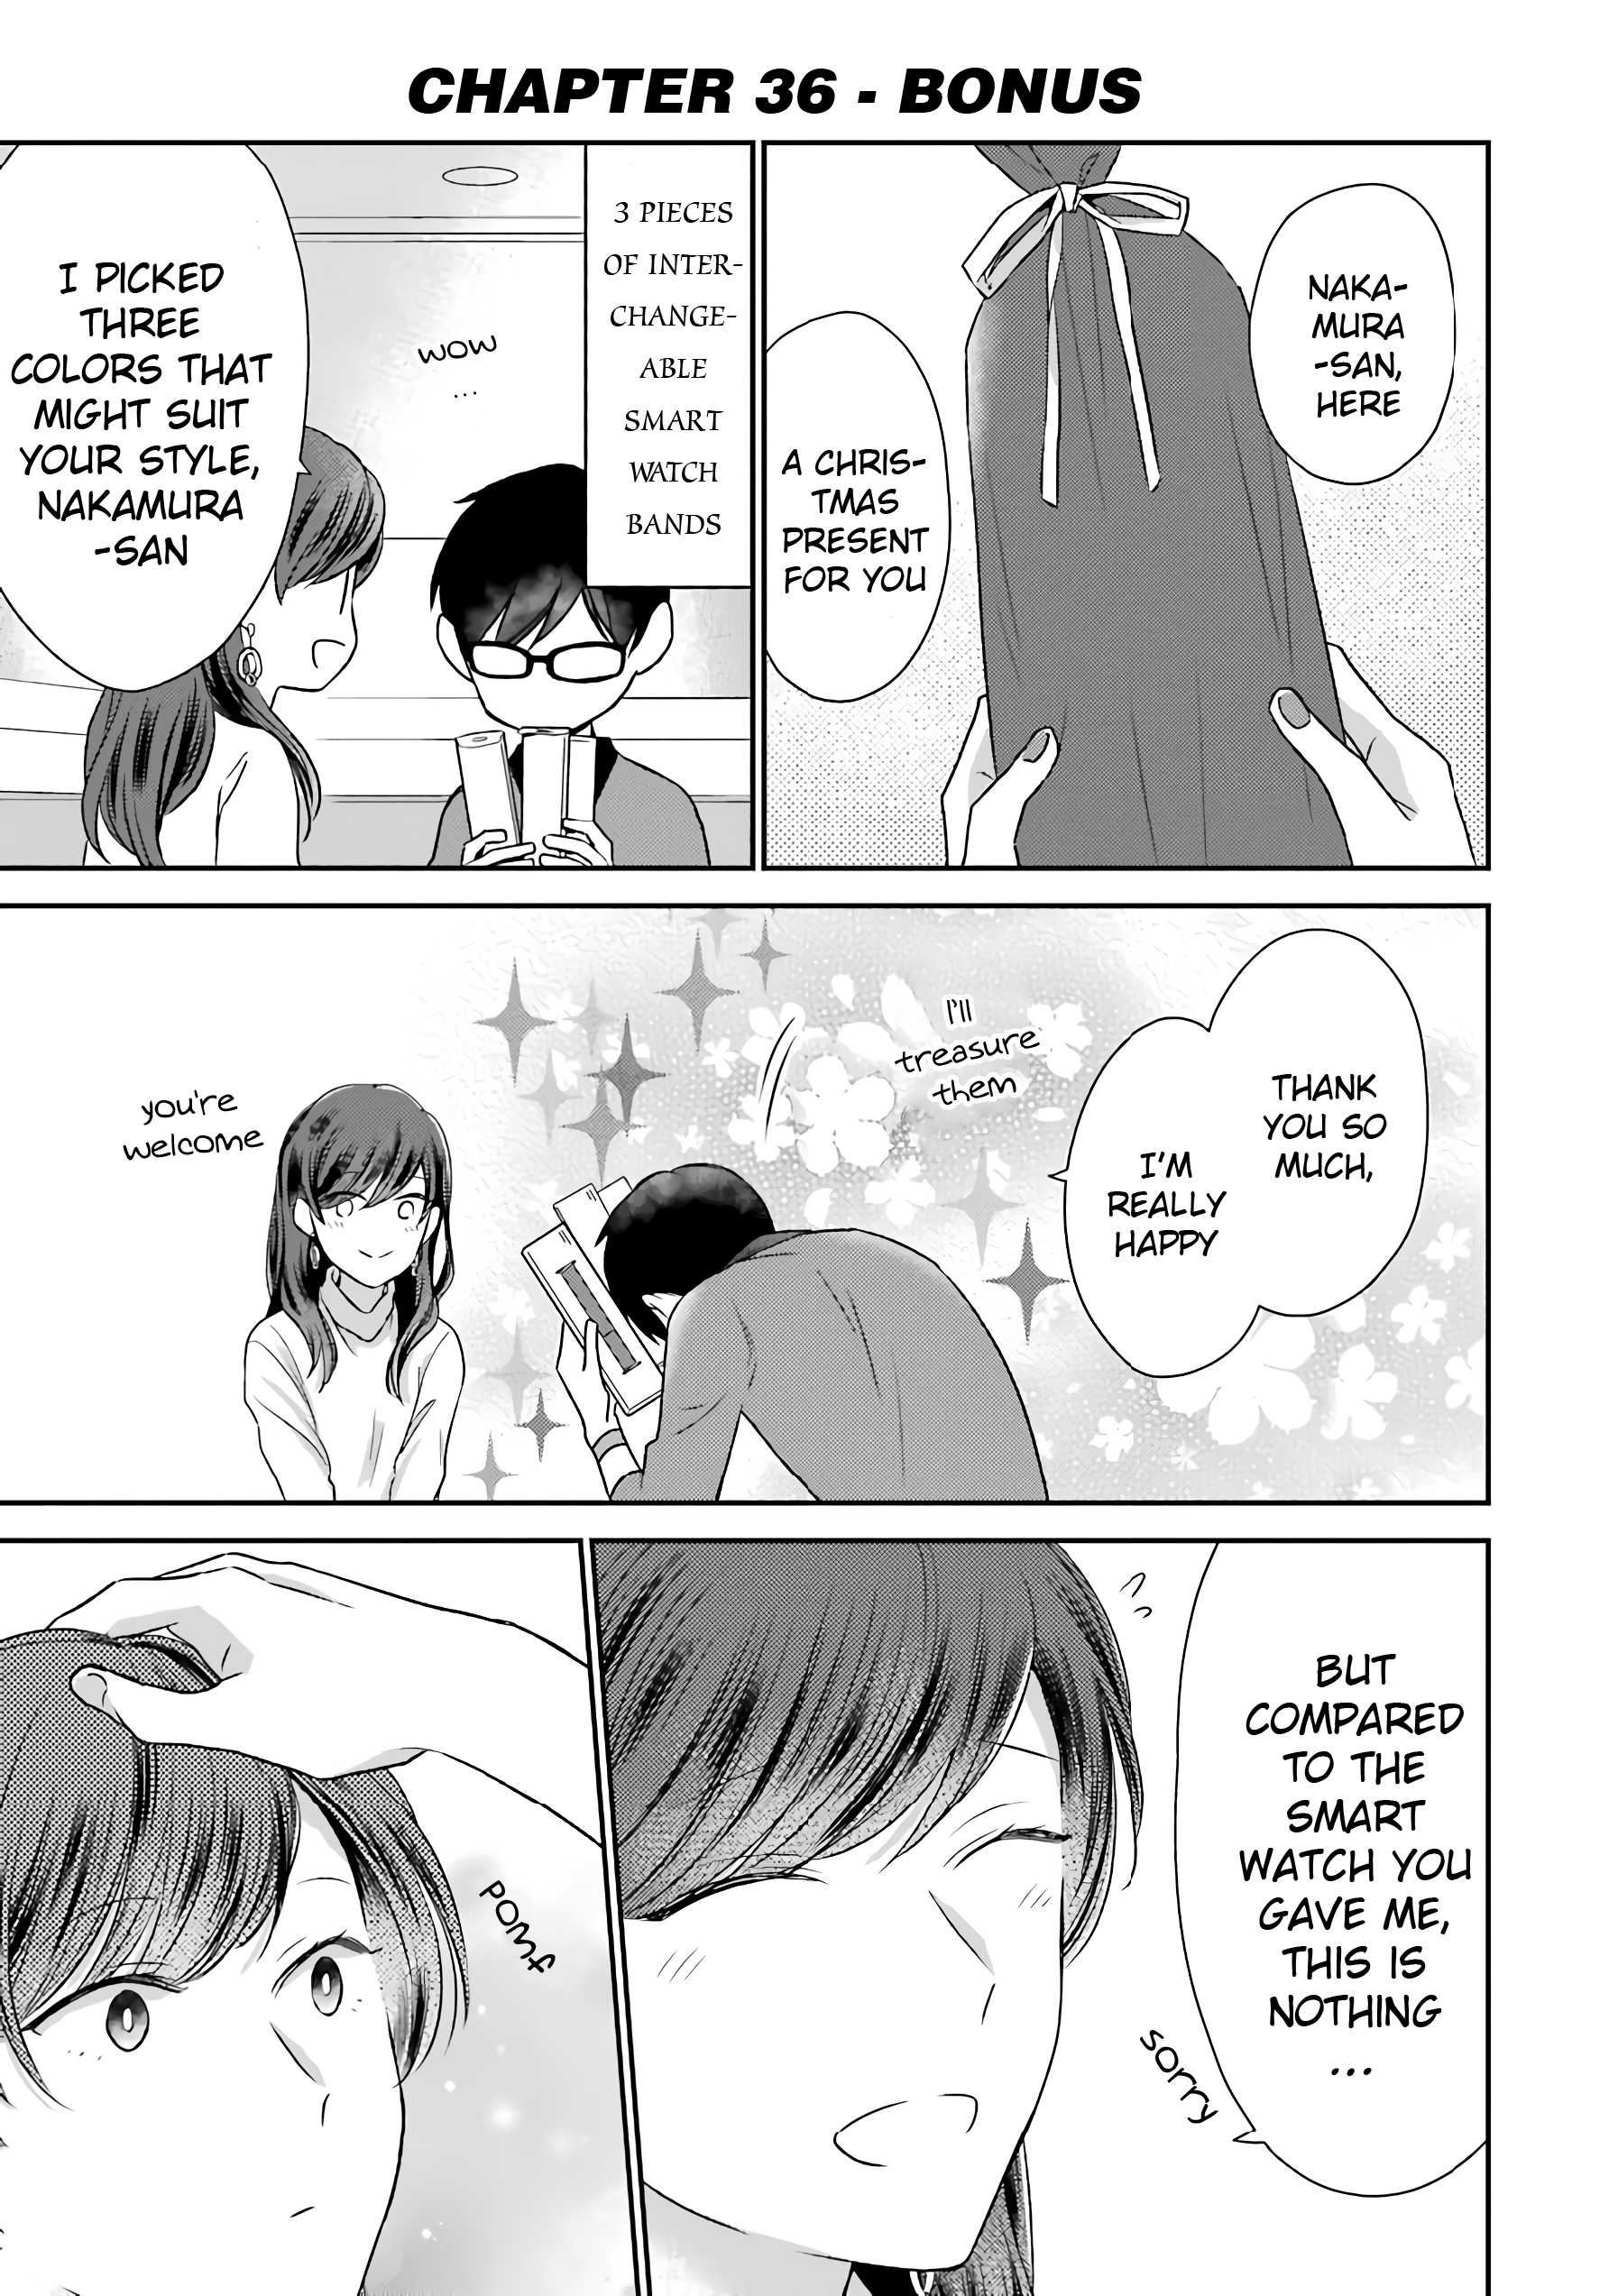 CHAPTER 36 - BONUS
NAKA-
MURA
-SAN,
HERE
A CHRIS-
TMAS
PRESENT
FOR YOU
3 PIECES
OF INTER-
CHANGE-
ABLE
SMART
WATCH
BANDS
WOW
...
I PICKED
THREE
COLORS THAT
MIGHT SUIT
YOUR STYLE,
NAKAMURA
-SAN
THANK
YOU SO
MUCH,
I'M
REALLY
HAPPY
I'll
treasure
them
you're
welcome
BUT
COMPARED
TO THE
SMART
WATCH YOU
GAVE ME,
THIS IS
NOTHING
...
sorry
pomf